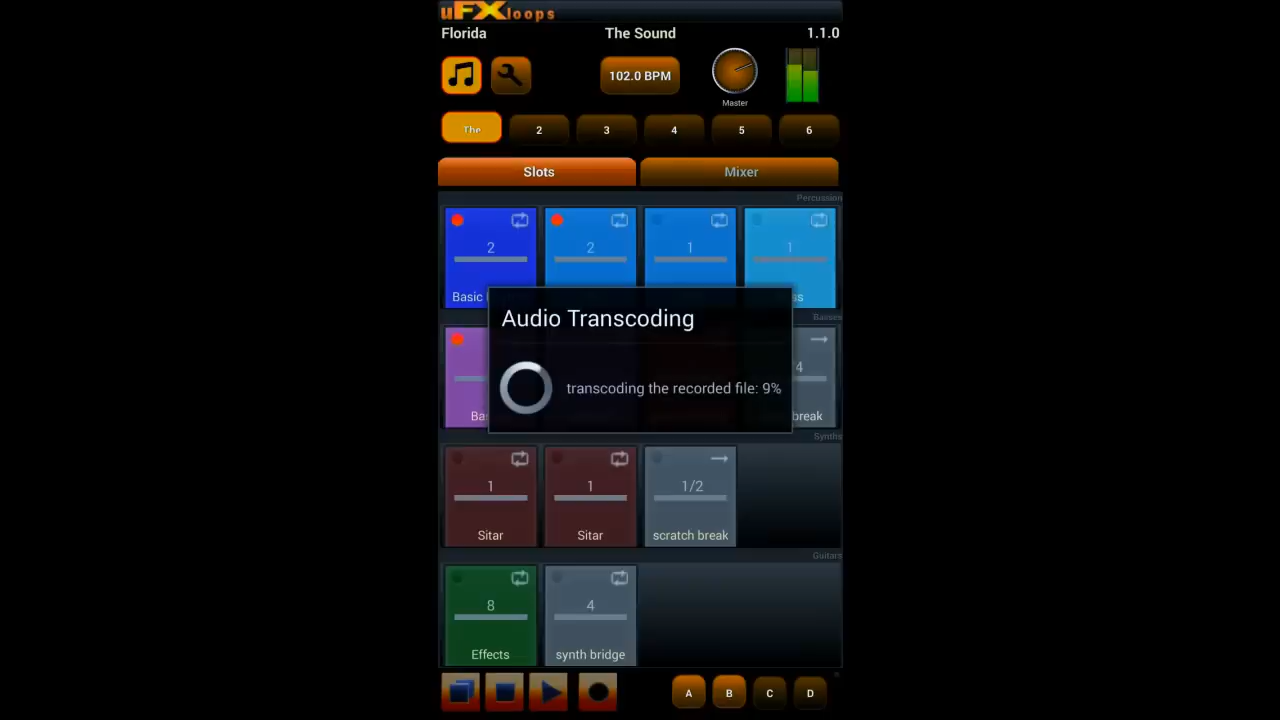 uFXloops
Florida The Sound 1.1.0
102.0 BPM
Master
The 2 3 4 5 6
Slots Mixer
Percussion
2 2 1 1
Basic
Basses
Synths
Audio Transcoding
transcoding the recorded file: 9%
break
1 1 1/2
Sitar Sitar scratch break
Guitars
8 4
Effects synth bridge
A B C D